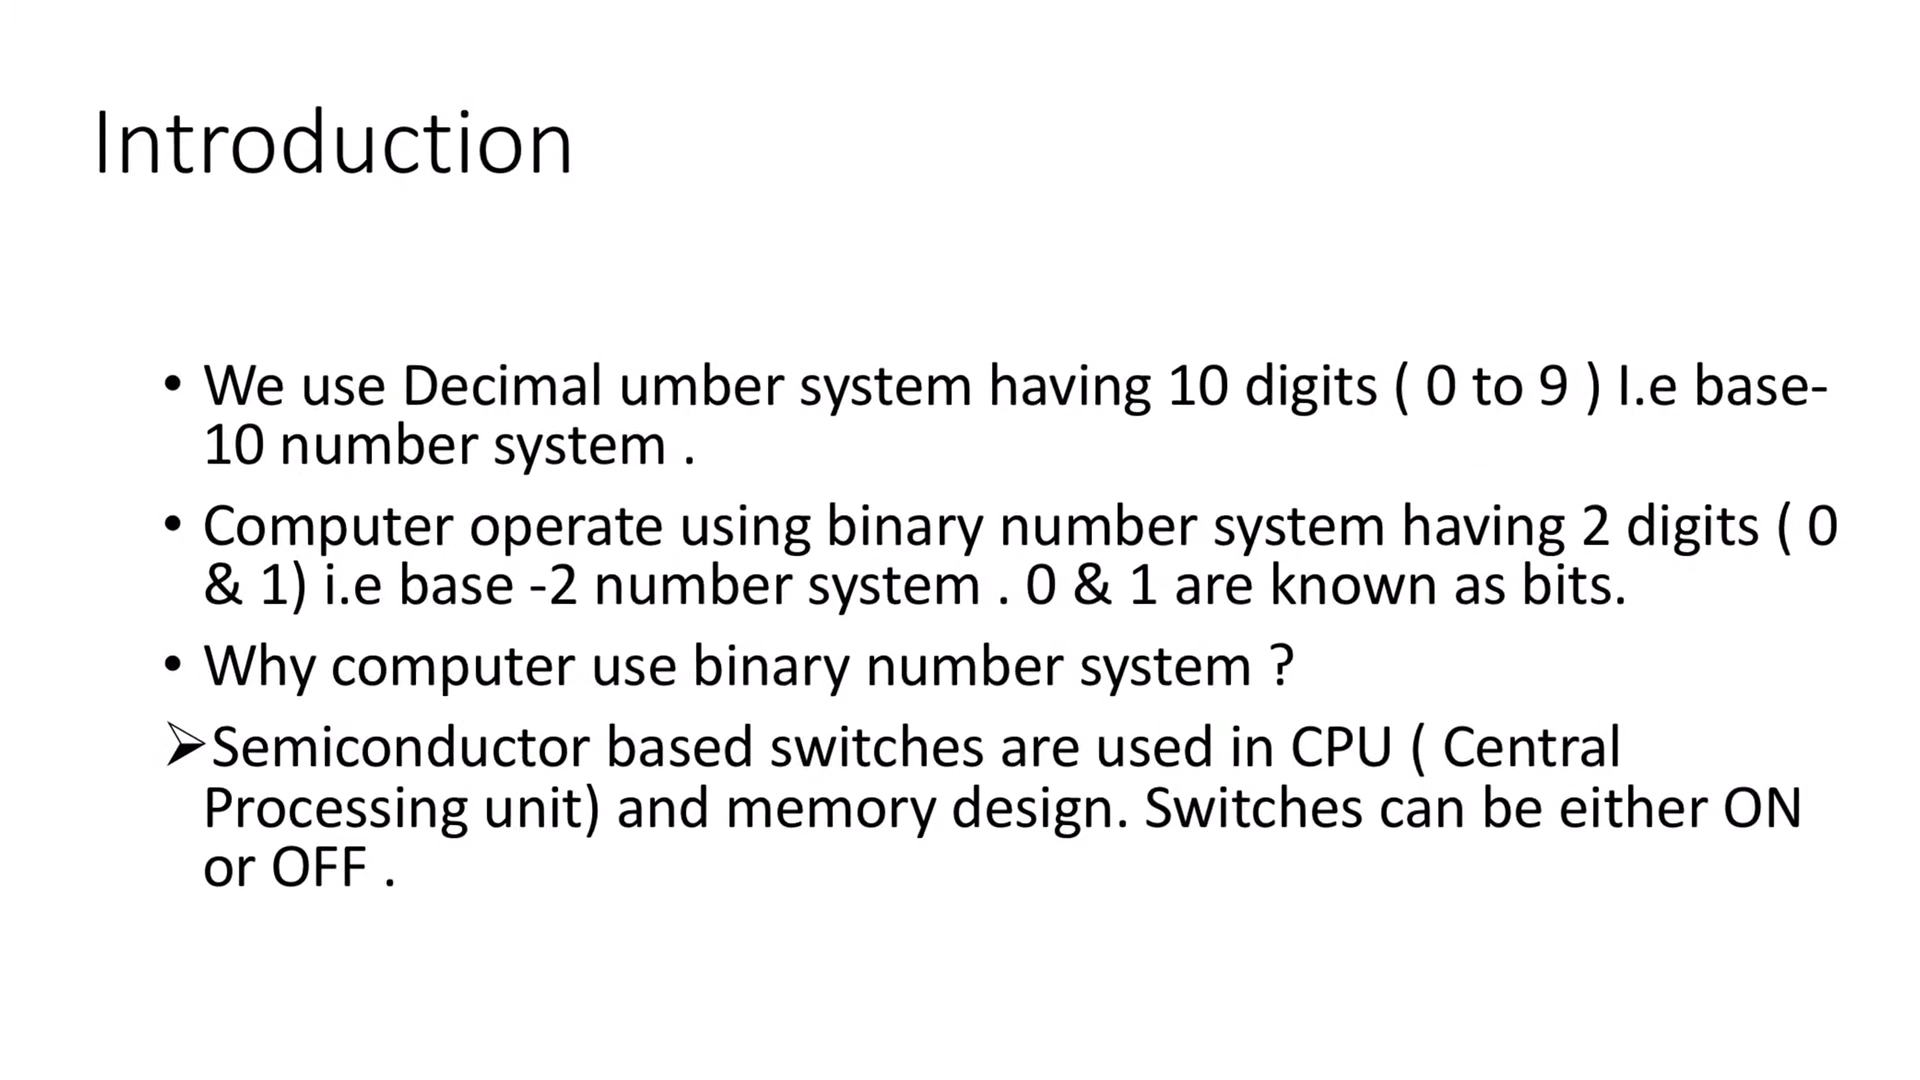 Introduction
• We use Decimal umber system having 10 digits ( 0 to 9 ) I.e base-
10 number system .
• Computer operate using binary number system having 2 digits ( 0
& 1) i.e base -2 number system . 0 & 1 are known as bits.
• Why computer use binary number system ?
➢Semiconductor based switches are used in CPU ( Central
Processing unit) and memory design. Switches can be either ON
or OFF .